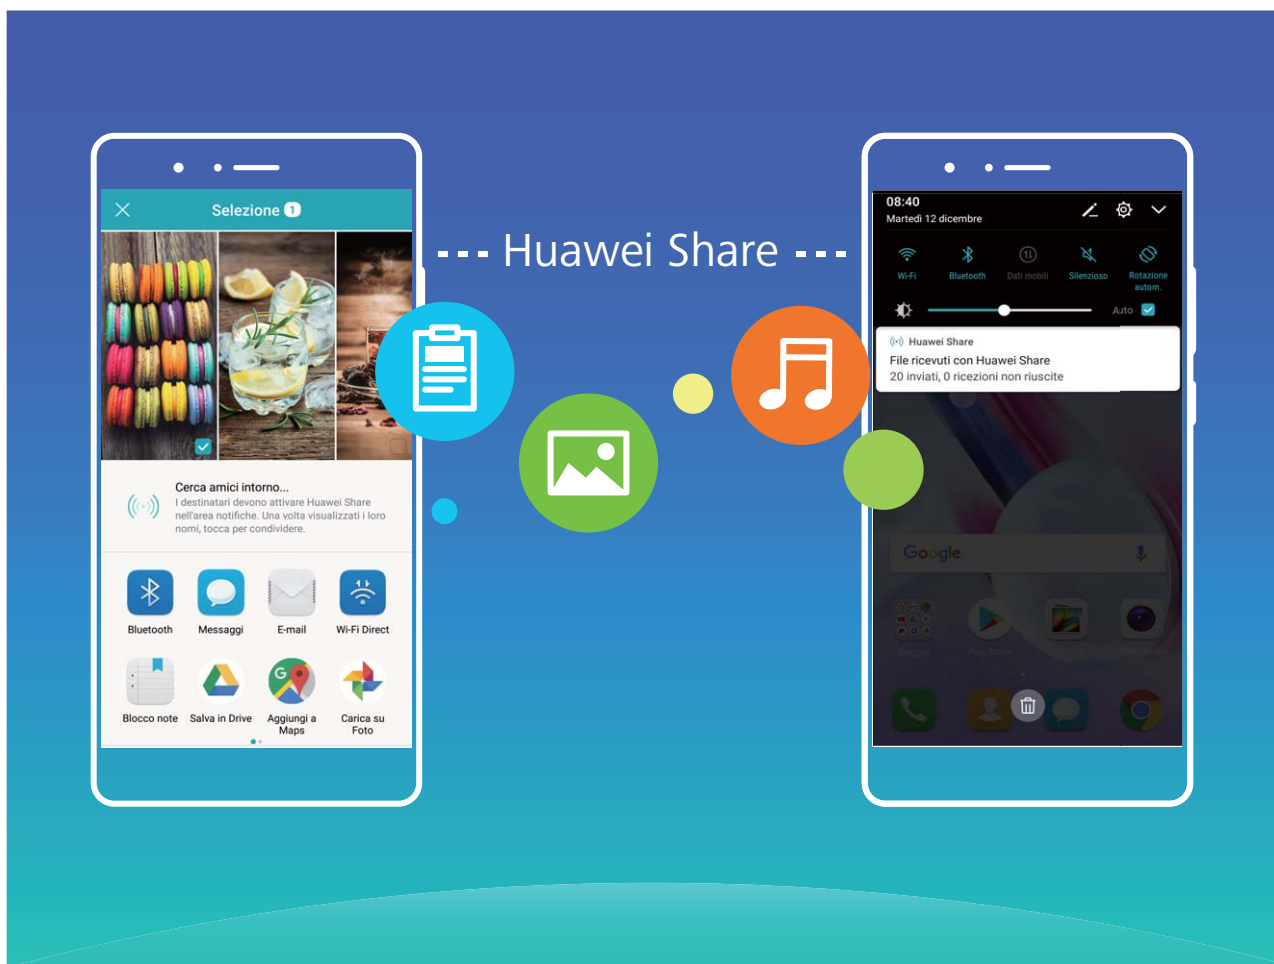 Selezione 1
Cerca amici intorno...
I destinatari devono attivare Huawei Share
nell'area notifiche. Una volta visualizzati i loro
nomi, tocca per condividere.
Bluetooth Messaggi E-mail Wi-Fi Direct
Blocco note Salva in Drive Aggiungi a Maps Carica su Foto
Huawei Share
08:40
Martedì 12 dicembre
Wi-Fi Bluetooth Dati mobili Silenzioso Rotazione autom.
Auto
Huawei Share
File ricevuti con Huawei Share
20 inviati, 0 ricezioni non riuscite
Google
Google Play Store